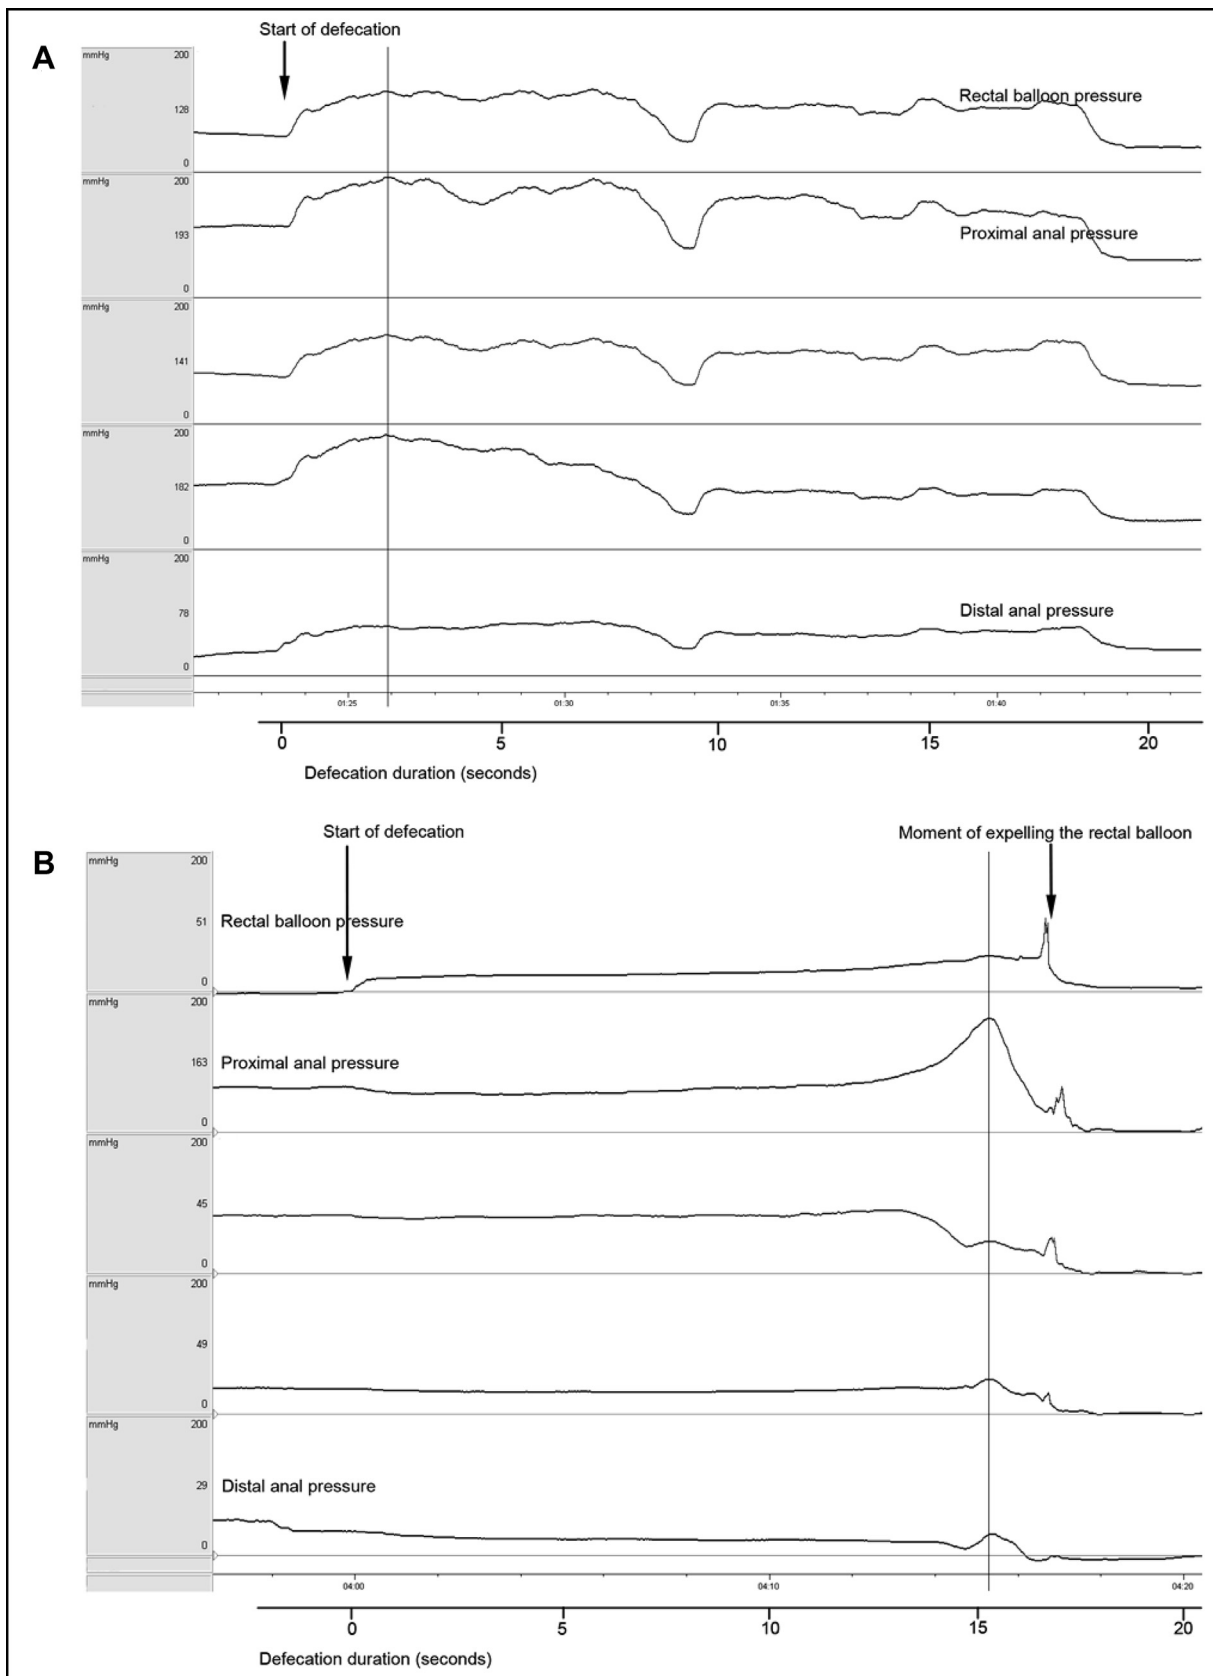 A
Start of defecation
mmHg 200
128
0
Rectal balloon pressure
mmHg 200
193
0
Proximal anal pressure
mmHg 200
141
0
mmHg 200
182
0
mmHg 200
78
0
Distal anal pressure
01:25 01:30 01:35 01:40
0 5 10 15 20
Defecation duration (seconds)
B
Start of defecation
Moment of expelling the rectal balloon
mmHg 200
51
0
Rectal balloon pressure
mmHg 200
163
0
Proximal anal pressure
mmHg 200
45
0
mmHg 200
49
0
mmHg 200
29
0
Distal anal pressure
04:00 04:10 04:20
0 5 10 15 20
Defecation duration (seconds)